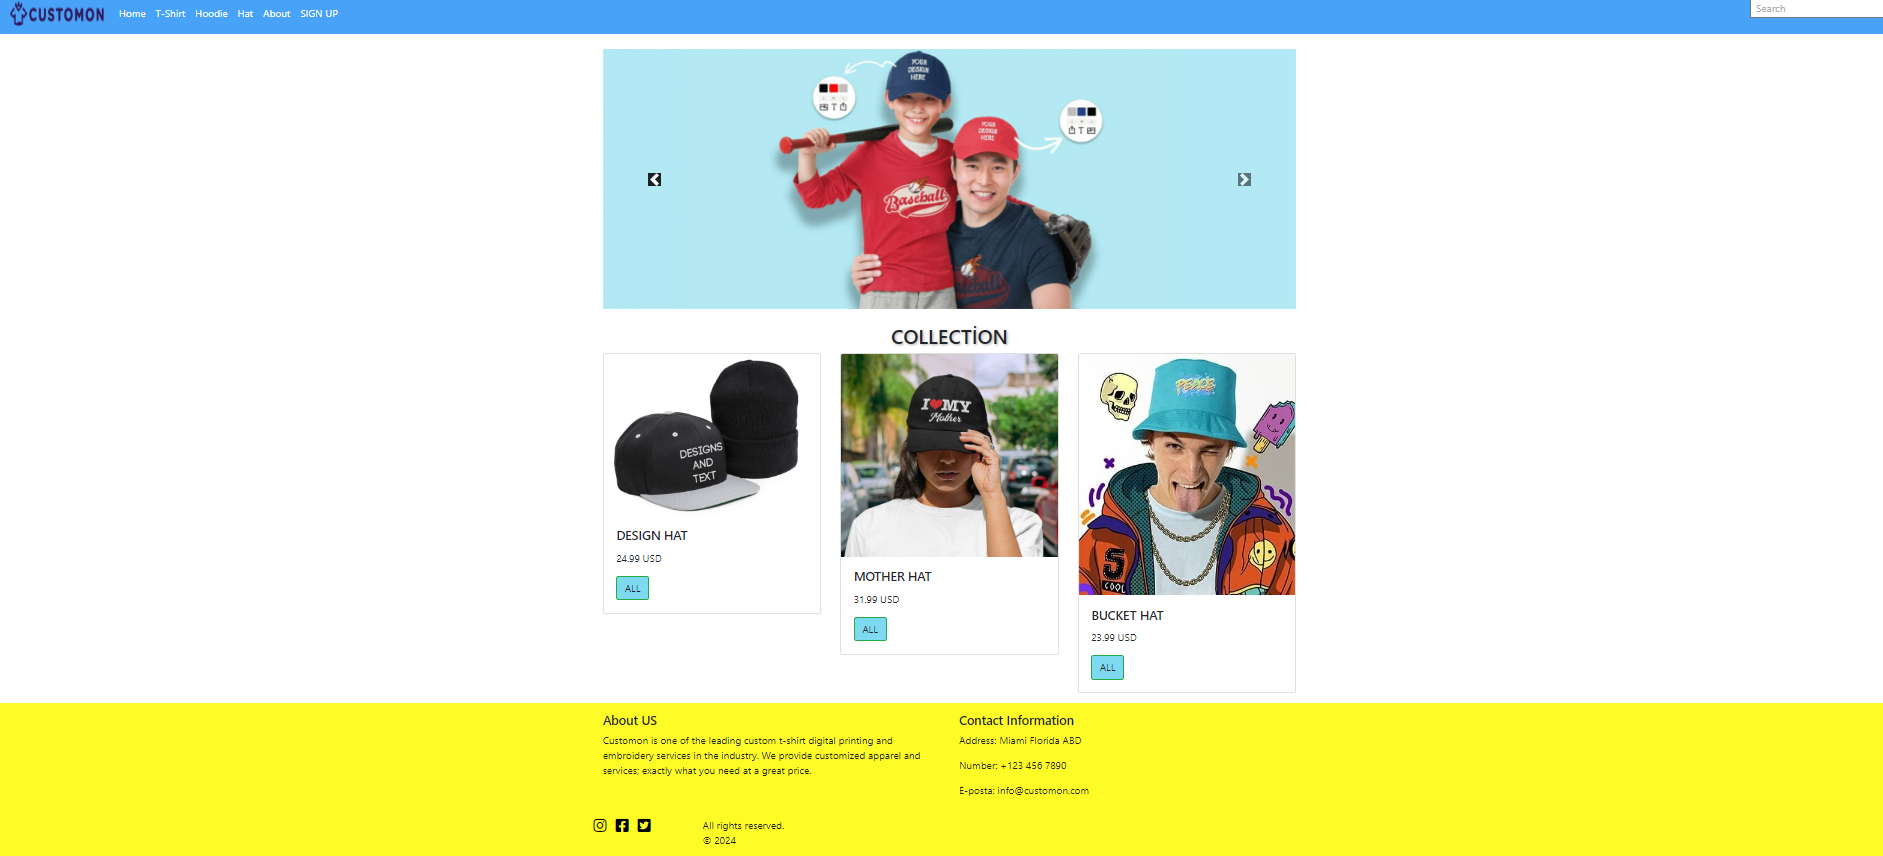 CUSTOMON
Home T-Shirt Hoodie Hat About SIGN UP
Search
YOUR
DESIGN
HERE
YOUR
DESIGN
HERE
Baseball
Baseball
COLLECTİON
DESIGNS
AND
TEXT
DESIGN HAT
24.99 USD
ALL
I❤MY
Mother
MOTHER HAT
31.99 USD
ALL
PEACE
5
COOL
BUCKET HAT
23.99 USD
ALL
About US
Customon is one of the leading custom t-shirt digital printing and
embroidery services in the industry. We provide customized apparel and
services; exactly what you need at a great price.
Contact Information
Address: Miami Florida ABD
Number: +123 456 7890
E-posta: info@customon.com
All rights reserved.
© 2024